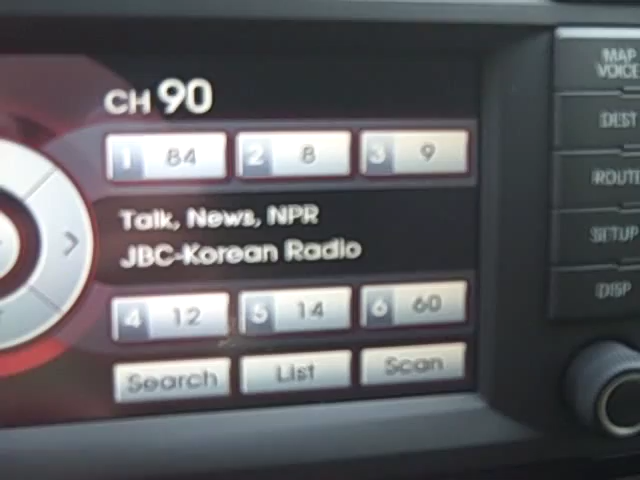 CH 90
1 84 2 8 3 9
Talk, News, NPR
JBC-Korean Radio
4 12 5 14 6 60
Search List Scan
MAP
VOICE
DEST
ROUTE
SETUP
DISP